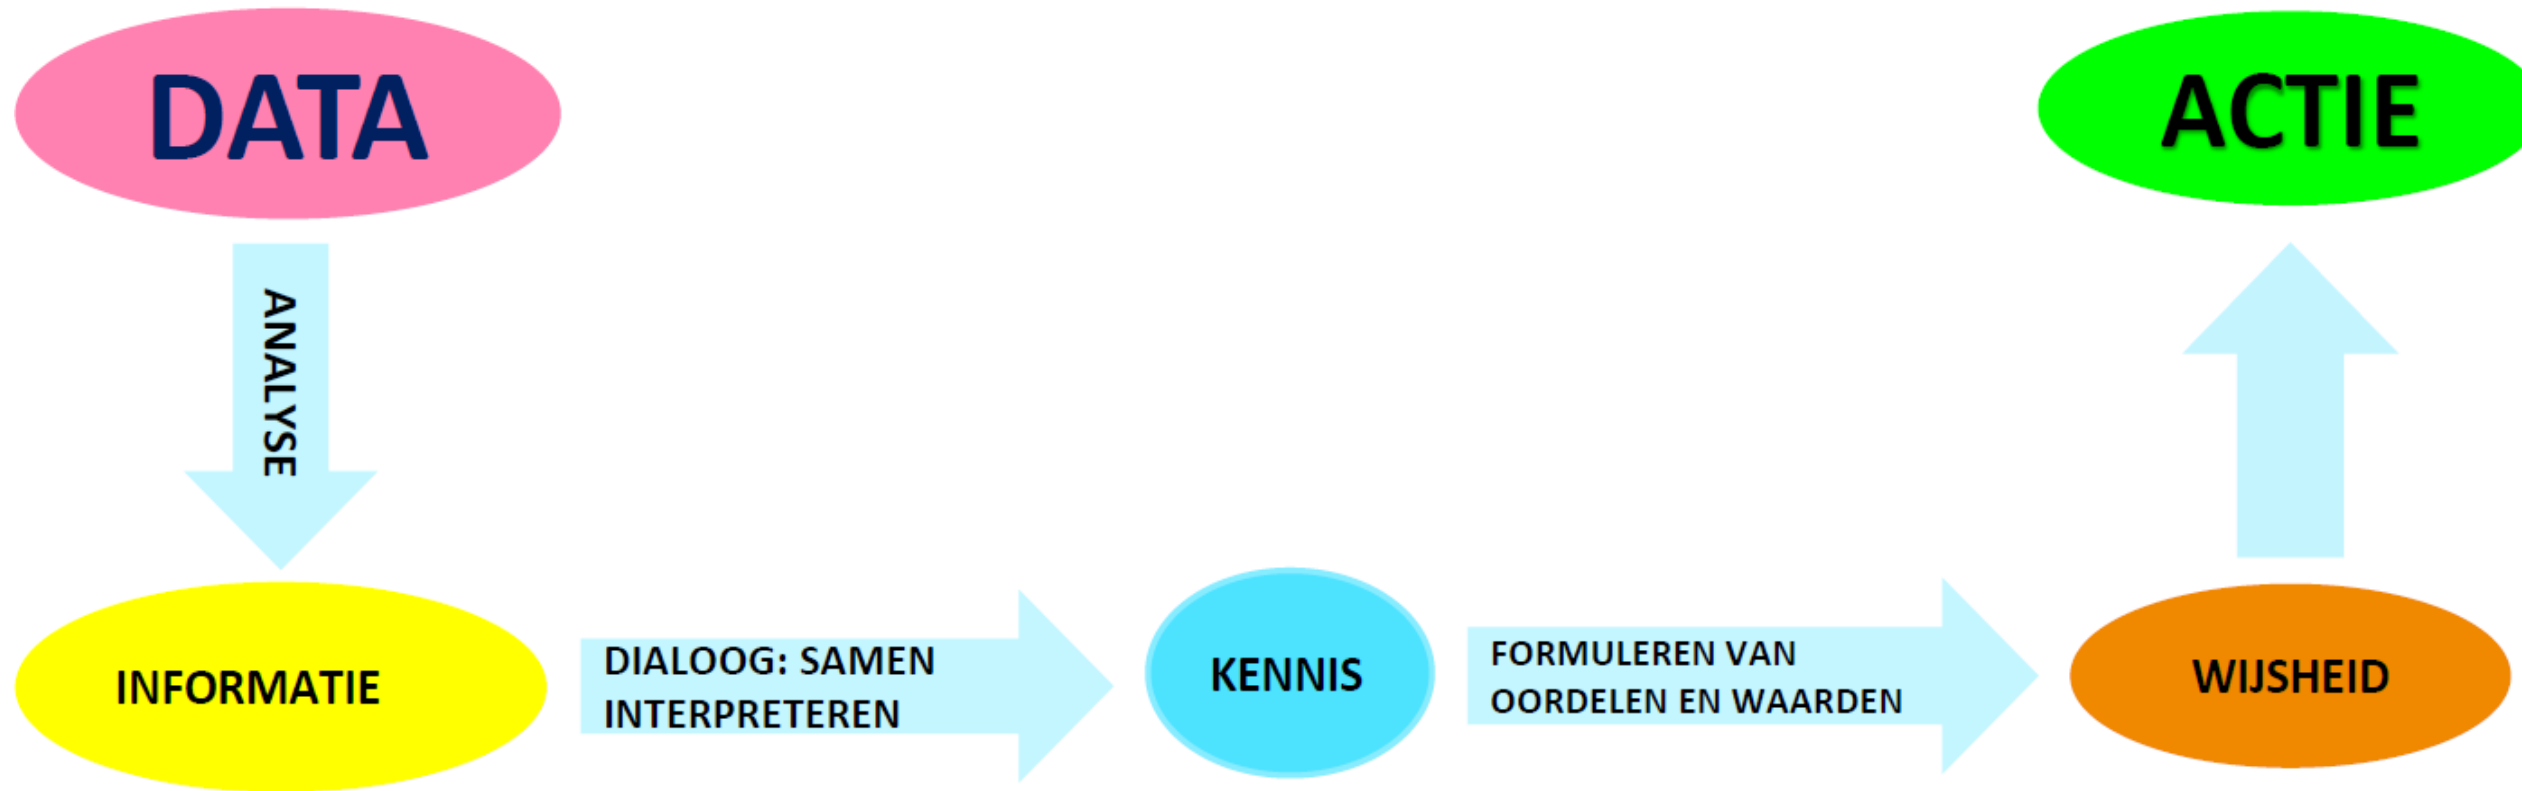 DATA
ACTIE
ANALYSE
INFORMATIE
DIALOOG: SAMEN
INTERPRETEREN
KENNIS
FORMULEREN VAN
OORDELEN EN WAARDEN
WIJSHEID